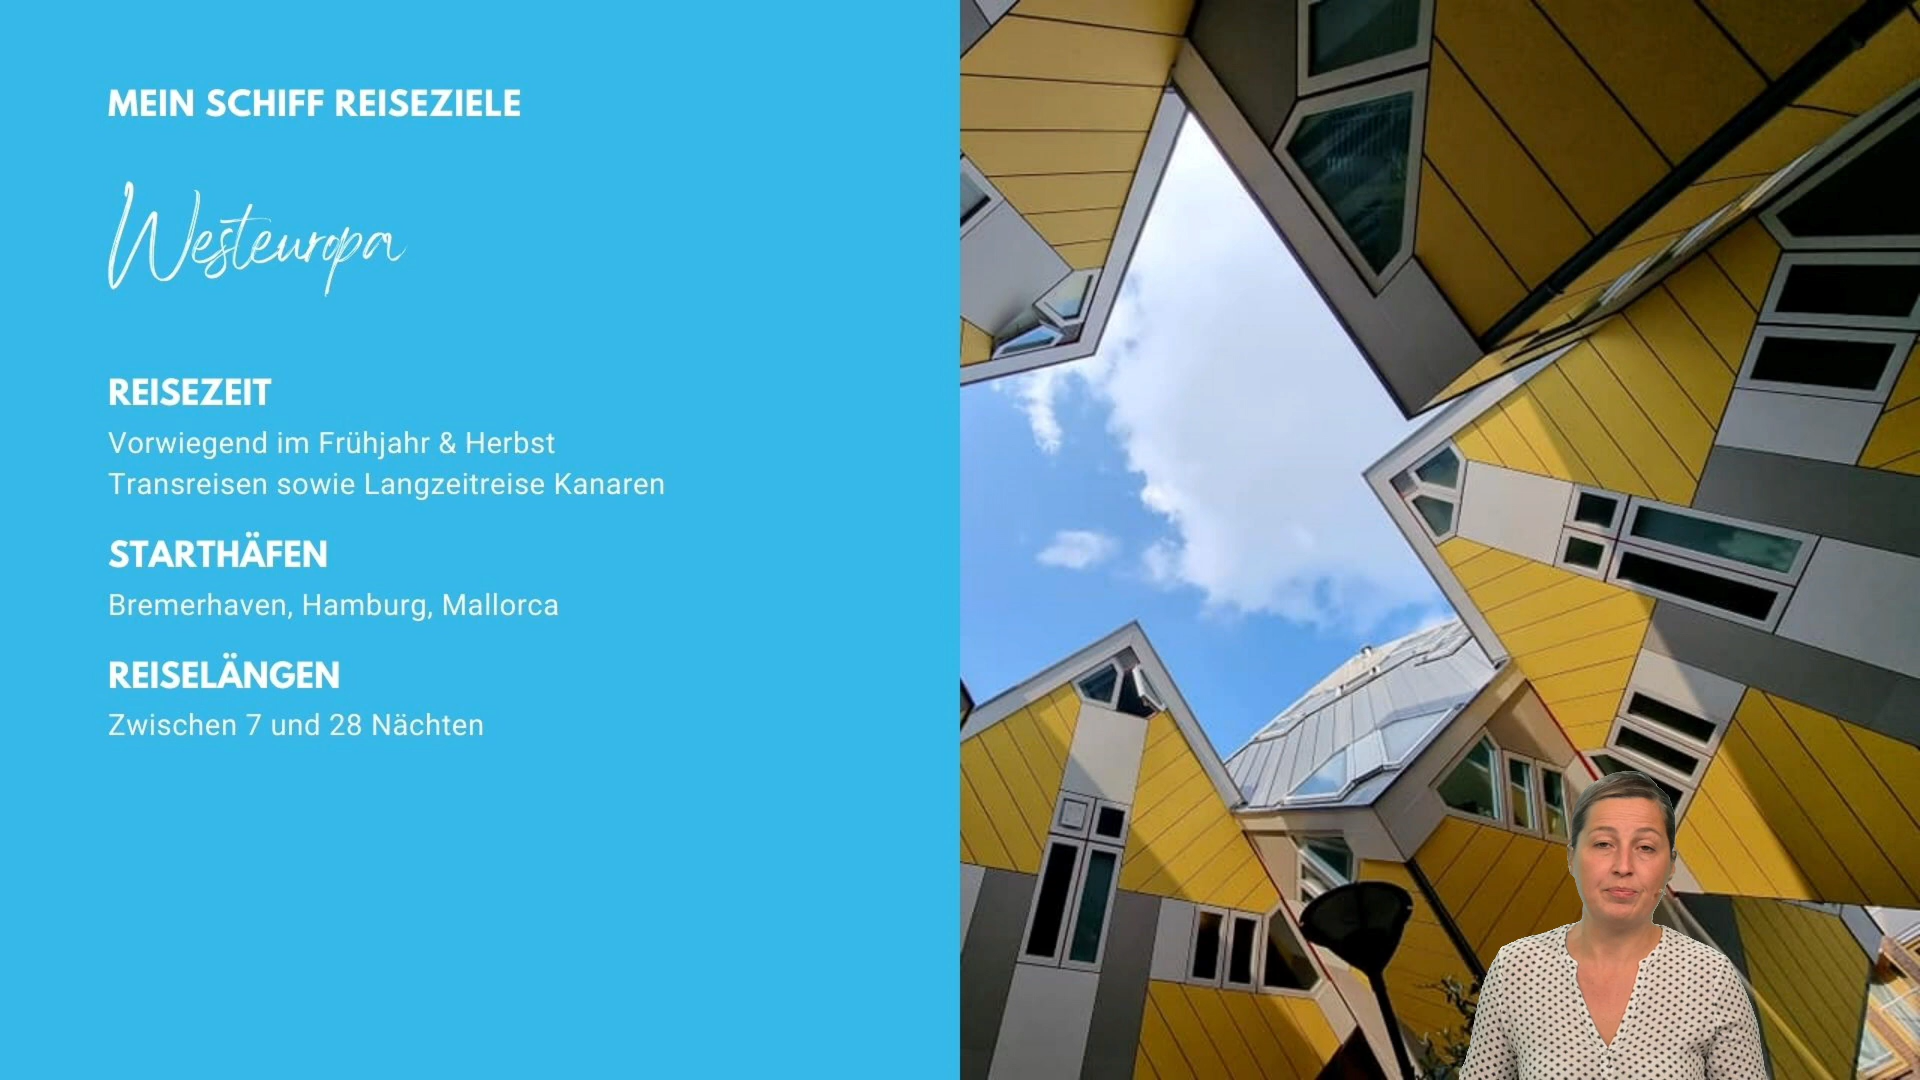 MEIN SCHIFF REISEZIELE
Westeuropa
REISEZEIT
Vorwiegend im Frühjahr & Herbst
Transreisen sowie Langzeitreise Kanaren
STARTHÄFEN
Bremerhaven, Hamburg, Mallorca
REISELÄNGEN
Zwischen 7 und 28 Nächten